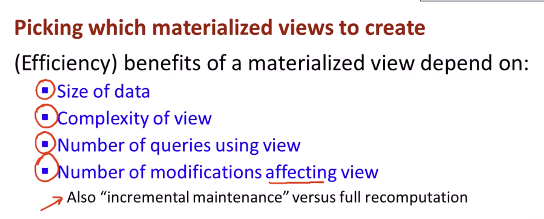 Picking which materialized views to create
(Efficiency) benefits of a materialized view depend on:
Size of data
Complexity of view
Number of queries using view
Number of modifications affecting view
Also “incremental maintenance” versus full recomputation